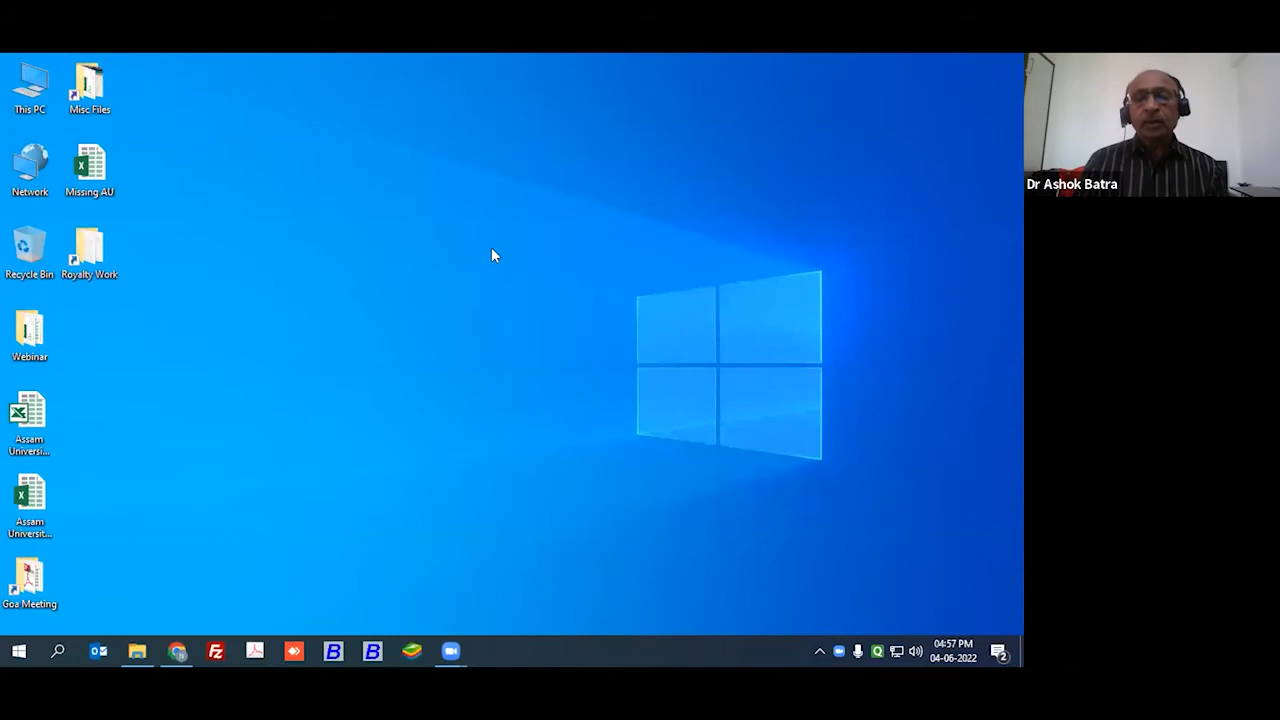 This PC
Misc Files
Network
Missing AU
Recycle Bin
Royalty Work
Webinar
Assam
Universi...
Assam
Universit...
Goa Meeting
Dr Ashok Batra
04:57 PM
04-06-2022
2